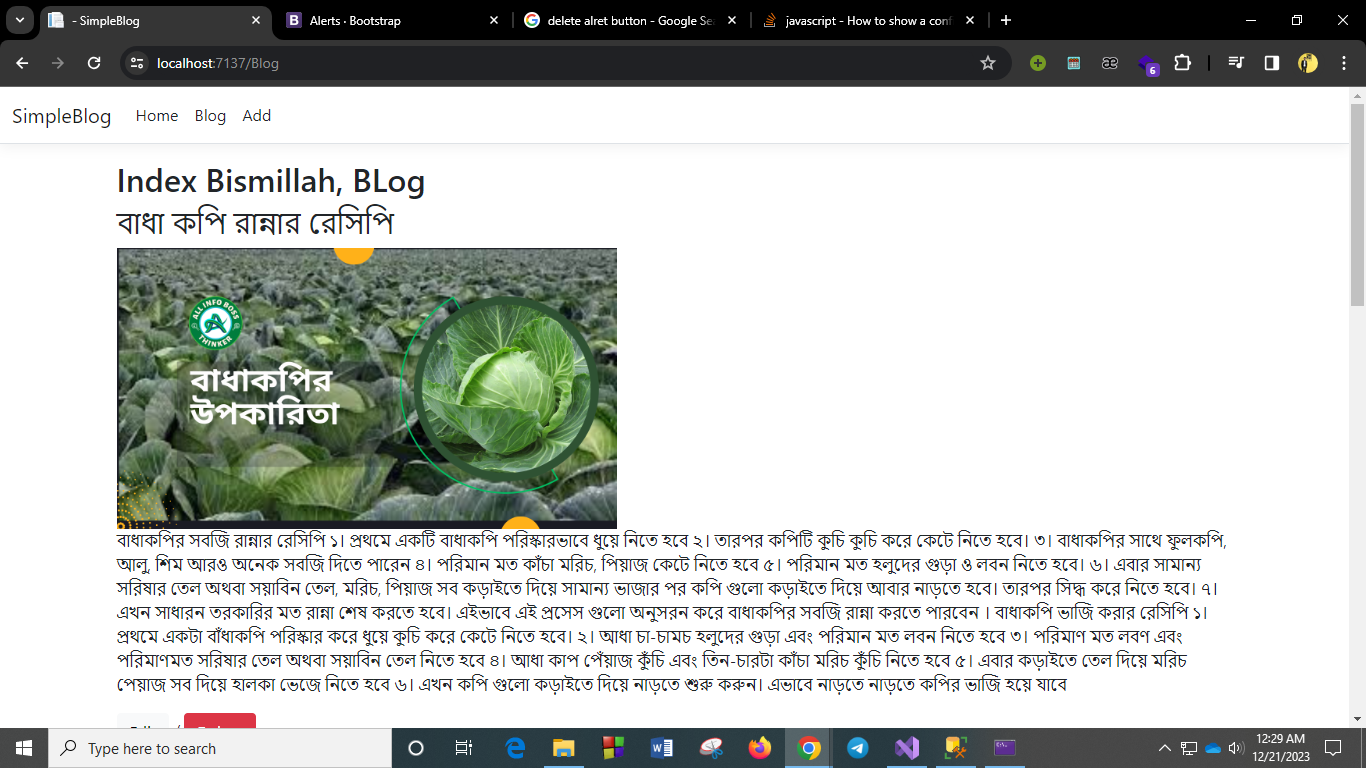 - SimpleBlog
Alerts · Bootstrap
delete alret button - Google Se
javascript - How to show a conf
localhost:7137/Blog
6
SimpleBlog Home Blog Add
Index Bismillah, BLog
বাধা কপি রান্নার রেসিপি
ALL INFO BOSS
THINKER
বাধাকপির
উপকারিতা
বাধাকপির সবজি রান্নার রেসিপি ১। প্রথমে একটি বাধাকপি পরিস্কারভাবে ধুয়ে নিতে হবে ২। তারপর কপিটি কুচি কুচি করে কেটে নিতে হবে। ৩। বাধাকপির সাথে ফুলকপি,
আলু, শিম আরও অনেক সবজি দিতে পারেন ৪। পরিমান মত কাঁচা মরিচ, পিয়াজ কেটে নিতে হবে ৫। পরিমান মত হলুদের গুড়া ও লবন নিতে হবে। ৬। এবার সামান্য
সরিষার তেল অথবা সয়াবিন তেল, মরিচ, পিয়াজ সব কড়াইতে দিয়ে সামান্য ভাজার পর কপি গুলো কড়াইতে দিয়ে আবার নাড়তে হবে। তারপর সিদ্ধ করে নিতে হবে। ৭।
এখন সাধারন তরকারির মত রান্না শেষ করতে হবে। এইভাবে এই প্রসেস গুলো অনুসরন করে বাধাকপির সবজি রান্না করতে পারবেন । বাধাকপি ভাজি করার রেসিপি ১।
প্রথমে একটা বাঁধাকপি পরিস্কার করে ধুয়ে কুচি করে কেটে নিতে হবে। ২। আধা চা-চামচ হলুদের গুড়া এবং পরিমান মত লবন নিতে হবে ৩। পরিমাণ মত লবণ এবং
পরিমাণমত সরিষার তেল অথবা সয়াবিন তেল নিতে হবে ৪। আধা কাপ পেঁয়াজ কুঁচি এবং তিন-চারটা কাঁচা মরিচ কুঁচি নিতে হবে ৫। এবার কড়াইতে তেল দিয়ে মরিচ
পেয়াজ সব দিয়ে হালকা ভেজে নিতে হবে ৬। এখন কপি গুলো কড়াইতে দিয়ে নাড়তে শুরু করুন। এভাবে নাড়তে নাড়তে কপির ভাজি হয়ে যাবে
Type here to search
12:29 AM
12/21/2023